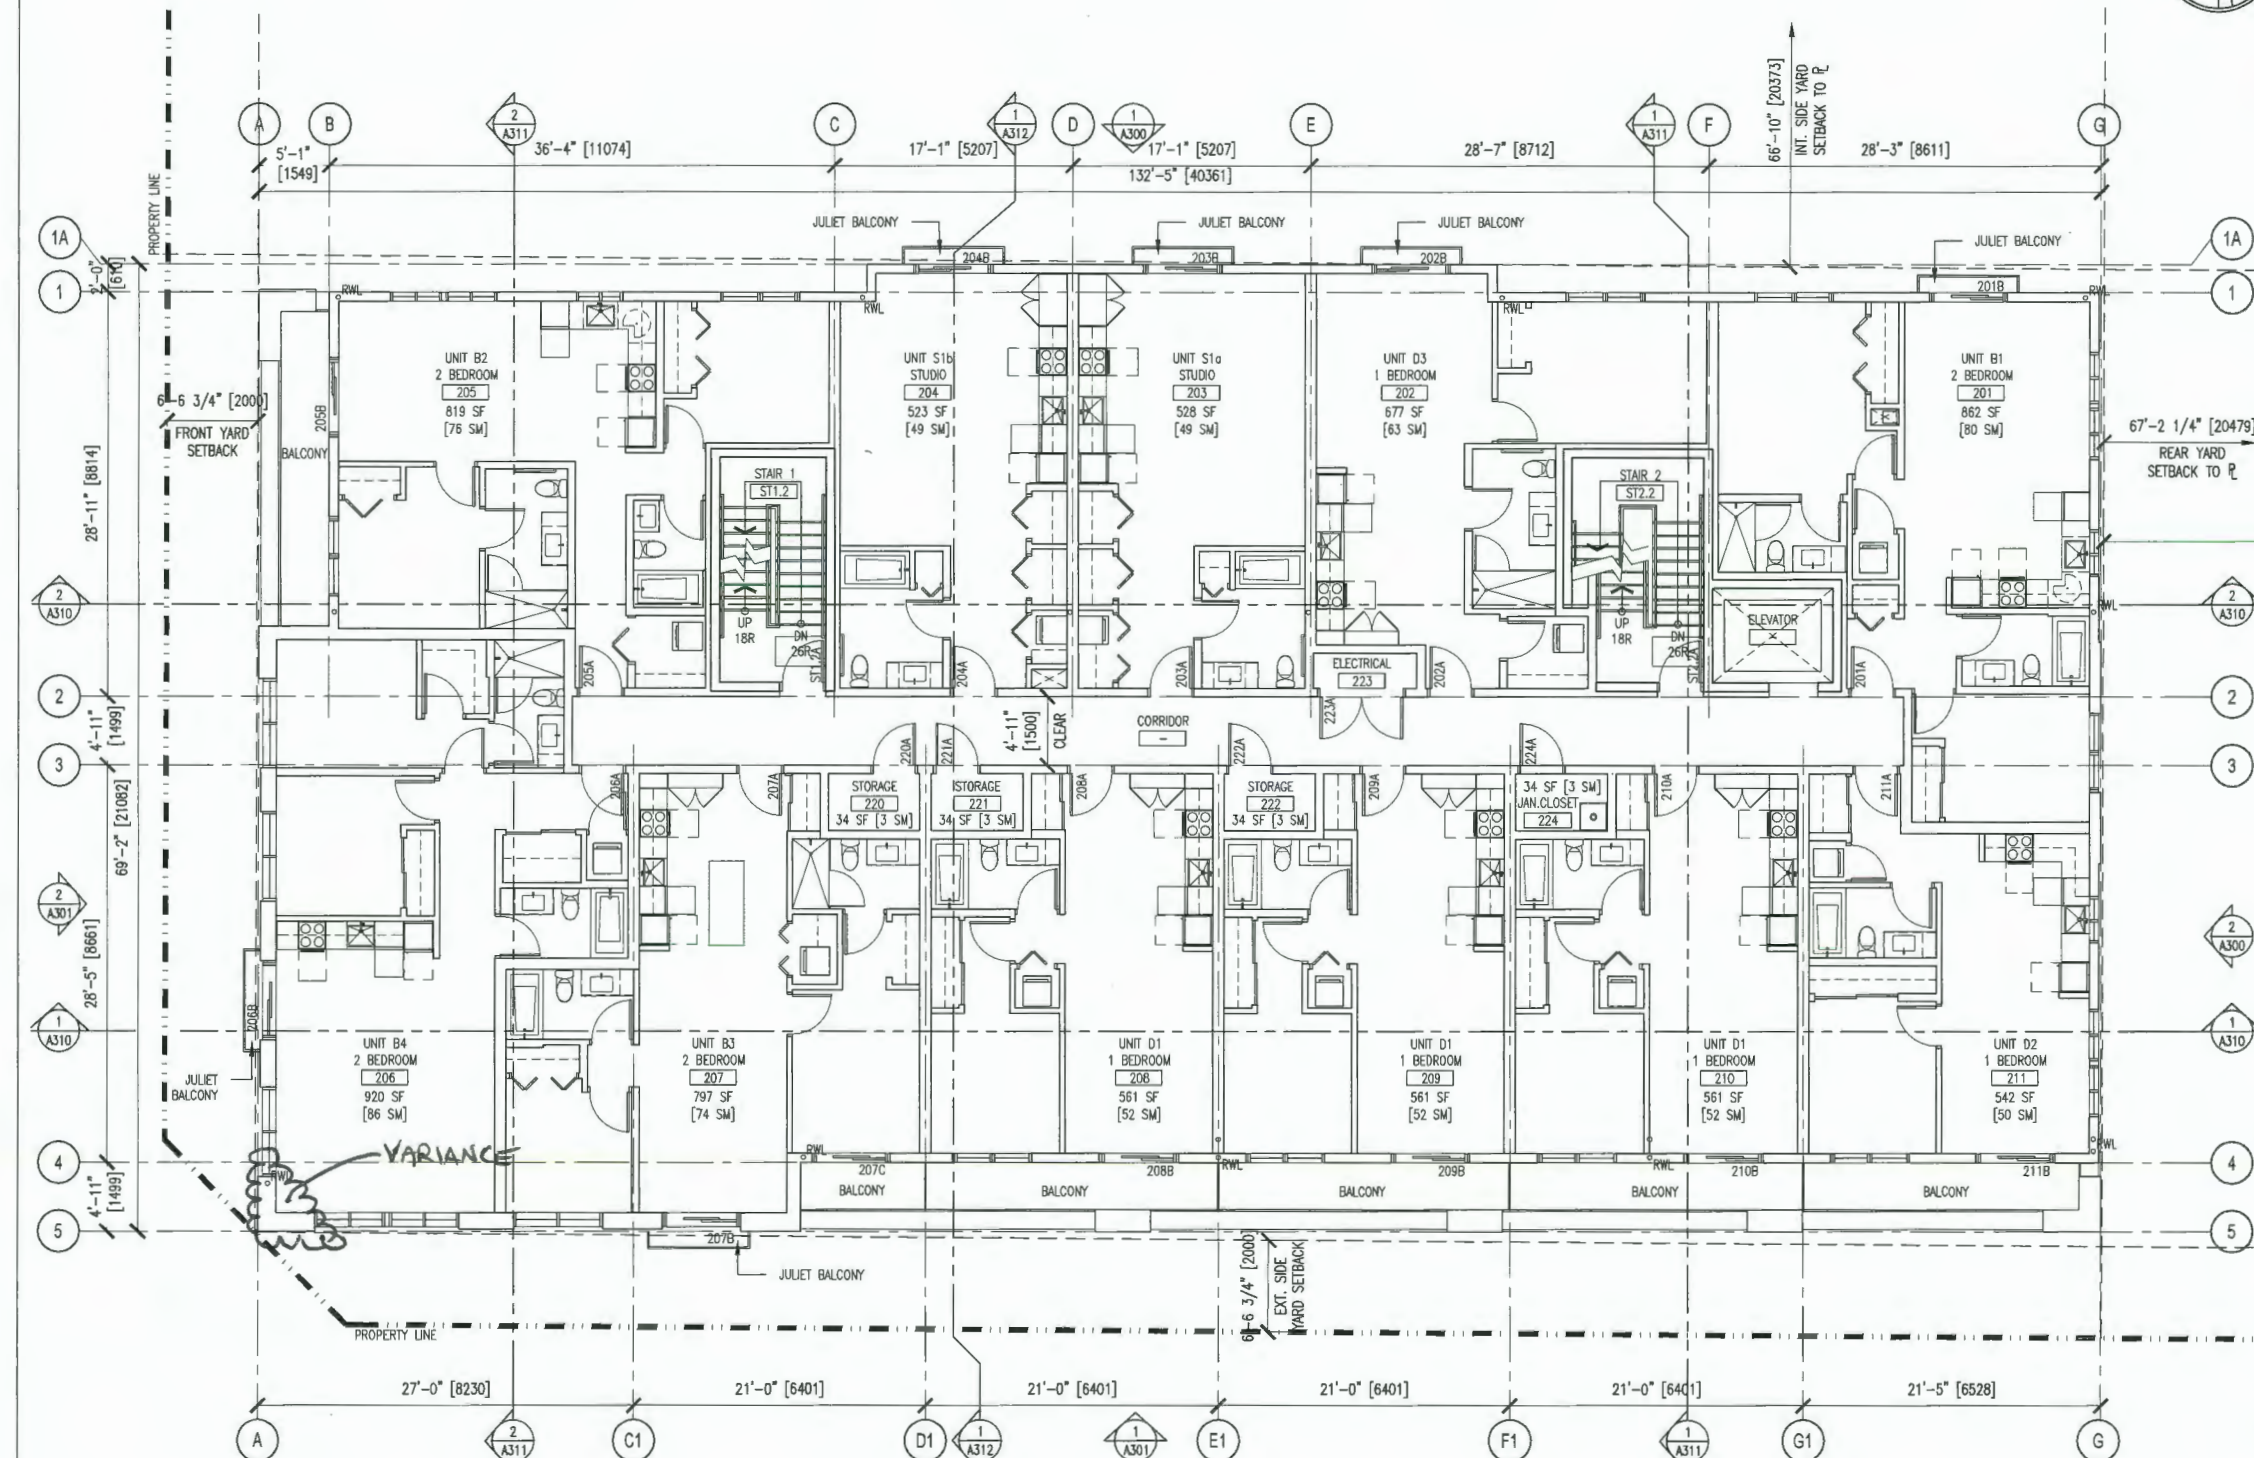 A
B
2
A311
C
1
A312
D
1
A300
E
1
A311
F
G
5'-1"
[1549]
36'-4" [11074]
17'-1" [5207]
17'-1" [5207]
28'-7" [8712]
28'-3" [8611]
132'-5" [40361]
66'-10" [20373]
INT. SIDE YARD
SETBACK TO PL
PROPERTY LINE
JULIET BALCONY
JULIET BALCONY
JULIET BALCONY
JULIET BALCONY
1A
1A
2'-0"
[610]
204B
203B
202B
201B
1
1
RWL
RWL
RWL
RWL
UNIT B2
2 BEDROOM
205
819 SF
[76 SM]
UNIT S1b
STUDIO
204
523 SF
[49 SM]
UNIT S1a
STUDIO
203
528 SF
[49 SM]
UNIT D3
1 BEDROOM
202
677 SF
[63 SM]
UNIT B1
2 BEDROOM
201
862 SF
[80 SM]
6'-6 3/4" [2000]
FRONT YARD
SETBACK
205B
BALCONY
67'-2 1/4" [20479]
REAR YARD
SETBACK TO PL
28'-11" [8814]
STAIR 1
ST1.2
STAIR 2
ST2.2
2
A310
2
A310
UP
18R
DN
26R
UP
18R
DN
26R
ELEVATOR
RWL
ST1.2A
ST2.2A
205A
204A
203A
ELECTRICAL
223
202A
201A
2
2
4'-11"
[1499]
4'-11"
[1500]
CLEAR
CORRIDOR
223A
220A
221A
222A
224A
3
3
206A
207A
208A
209A
210A
211A
STORAGE
220
34 SF [3 SM]
STORAGE
221
34 SF [3 SM]
STORAGE
222
34 SF [3 SM]
34 SF [3 SM]
JAN.CLOSET
224
69'-2" [21082]
2
A301
2
A300
28'-5" [8661]
206B
1
A310
1
A310
JULIET
BALCONY
UNIT B4
2 BEDROOM
206
920 SF
[86 SM]
UNIT B3
2 BEDROOM
207
797 SF
[74 SM]
UNIT D1
1 BEDROOM
208
561 SF
[52 SM]
UNIT D1
1 BEDROOM
209
561 SF
[52 SM]
UNIT D1
1 BEDROOM
210
561 SF
[52 SM]
UNIT D2
1 BEDROOM
211
542 SF
[50 SM]
VARIANCE
4
4
RWL
RWL
RWL
RWL
RWL
207C
208B
209B
210B
211B
BALCONY
BALCONY
BALCONY
BALCONY
BALCONY
4'-11"
[1499]
5
5
207B
JULIET BALCONY
6'-6 3/4" [2000]
EXT. SIDE
YARD SETBACK
PROPERTY LINE
27'-0" [8230]
21'-0" [6401]
21'-0" [6401]
21'-0" [6401]
21'-0" [6401]
21'-5" [6528]
A
2
A311
C1
D1
1
A312
1
A301
E1
F1
1
A311
G1
G